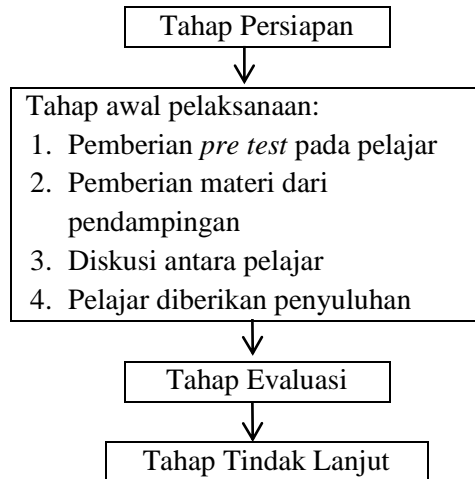 Tahap Persiapan
Tahap awal pelaksanaan:
1. Pemberian pre test pada pelajar
2. Pemberian materi dari
pendampingan
3. Diskusi antara pelajar
4. Pelajar diberikan penyuluhan
Tahap Evaluasi
Tahap Tindak Lanjut